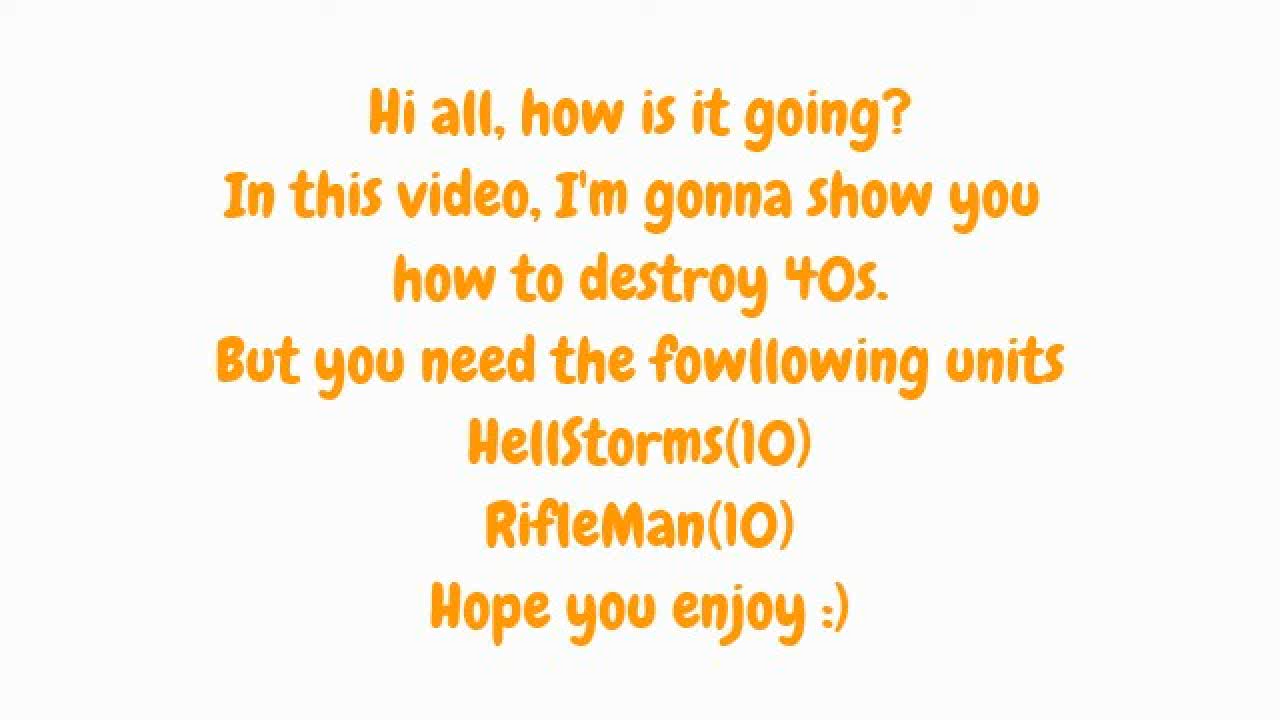 Hi all, how is it going?
In this video, I'm gonna show you
how to destroy 40s.
But you need the fowllowing units
HellStorms(10)
RifleMan(10)
Hope you enjoy :)